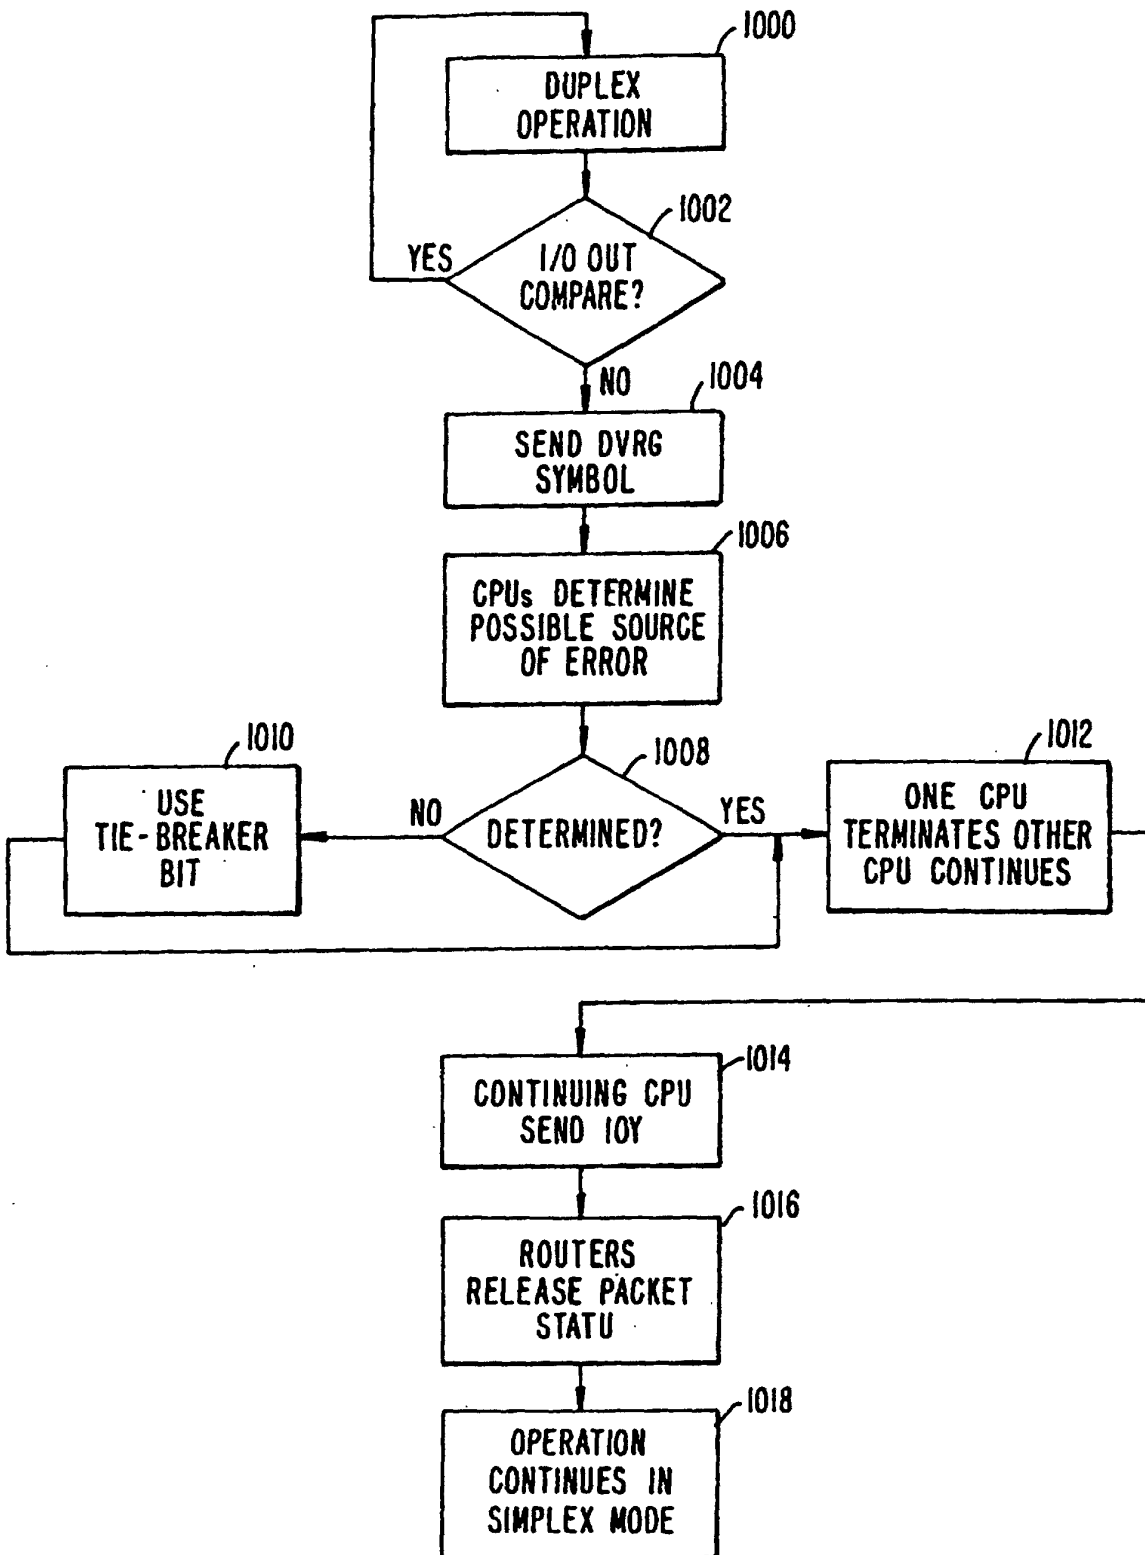 1000
DUPLEX
OPERATION
1002
YES
I/O OUT
COMPARE?
NO
1004
SEND DVRG
SYMBOL
1006
CPUs DETERMINE
POSSIBLE SOURCE
OF ERROR
1010
USE
TIE-BREAKER
BIT
1008
NO
DETERMINED?
YES
1012
ONE CPU
TERMINATES OTHER
CPU CONTINUES
1014
CONTINUING CPU
SEND IOY
1016
ROUTERS
RELEASE PACKET
STATU
1018
OPERATION
CONTINUES IN
SIMPLEX MODE